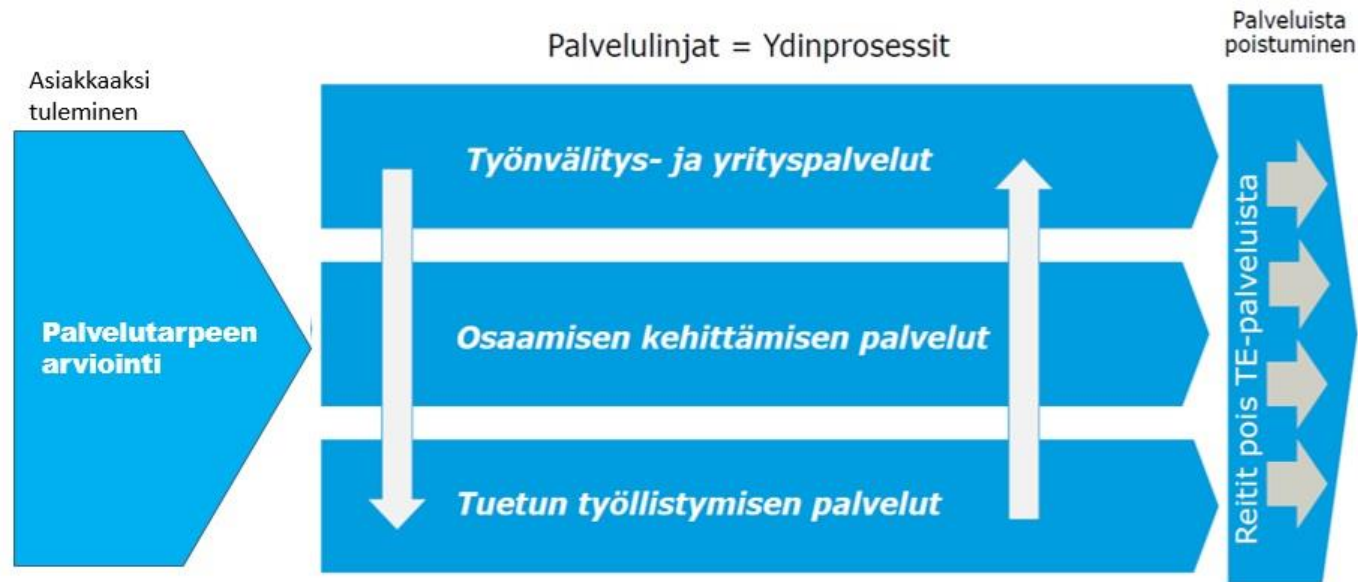 Asiakkaaksi
tuleminen
Palvelutarpeen
arviointi
Palvelulinjat = Ydinprosessit
Työnvälitys- ja yrityspalvelut
Osaamisen kehittämisen palvelut
Tuetun työllistymisen palvelut
Palveluista
poistuminen
Reitit pois TE-palveluista